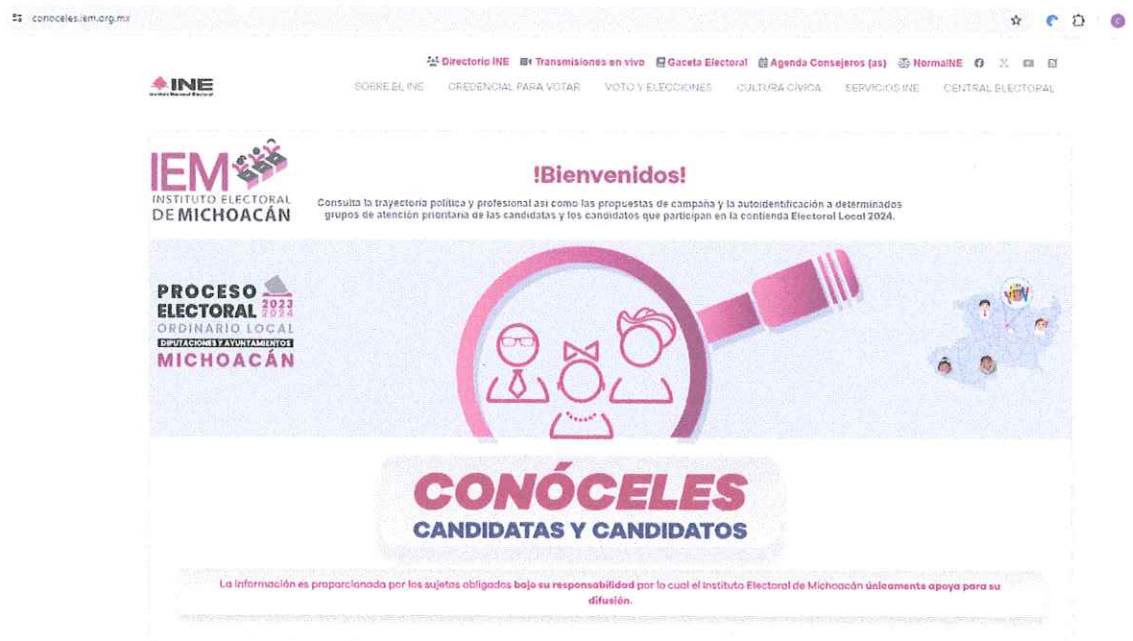 conoceles.iem.org.mx
Directorio INE Transmisiones en vivo Gaceta Electoral Agenda Consejeros (as) NormaINE
INE
Instituto Nacional Electoral
SOBRE EL INE CREDENCIAL PARA VOTAR VOTO Y ELECCIONES CULTURA CÍVICA SERVICIOS INE CENTRAL ELECTORAL
IEM
INSTITUTO ELECTORAL
DE MICHOACÁN
!Bienvenidos!
Consulta la trayectoria política y profesional así como las propuestas de campaña y la autoidentificación a determinados
grupos de atención prioritaria de las candidatas y los candidatos que participan en la contienda Electoral Local 2024.
PROCESO
ELECTORAL 2023
2024
ORDINARIO LOCAL
DIPUTACIONES Y AYUNTAMIENTOS
MICHOACÁN
CONÓCELES
CANDIDATAS Y CANDIDATOS
La información es proporcionada por los sujetos obligados bajo su responsabilidad por lo cual el Instituto Electoral de Michoacán únicamente apoya para su
difusión.